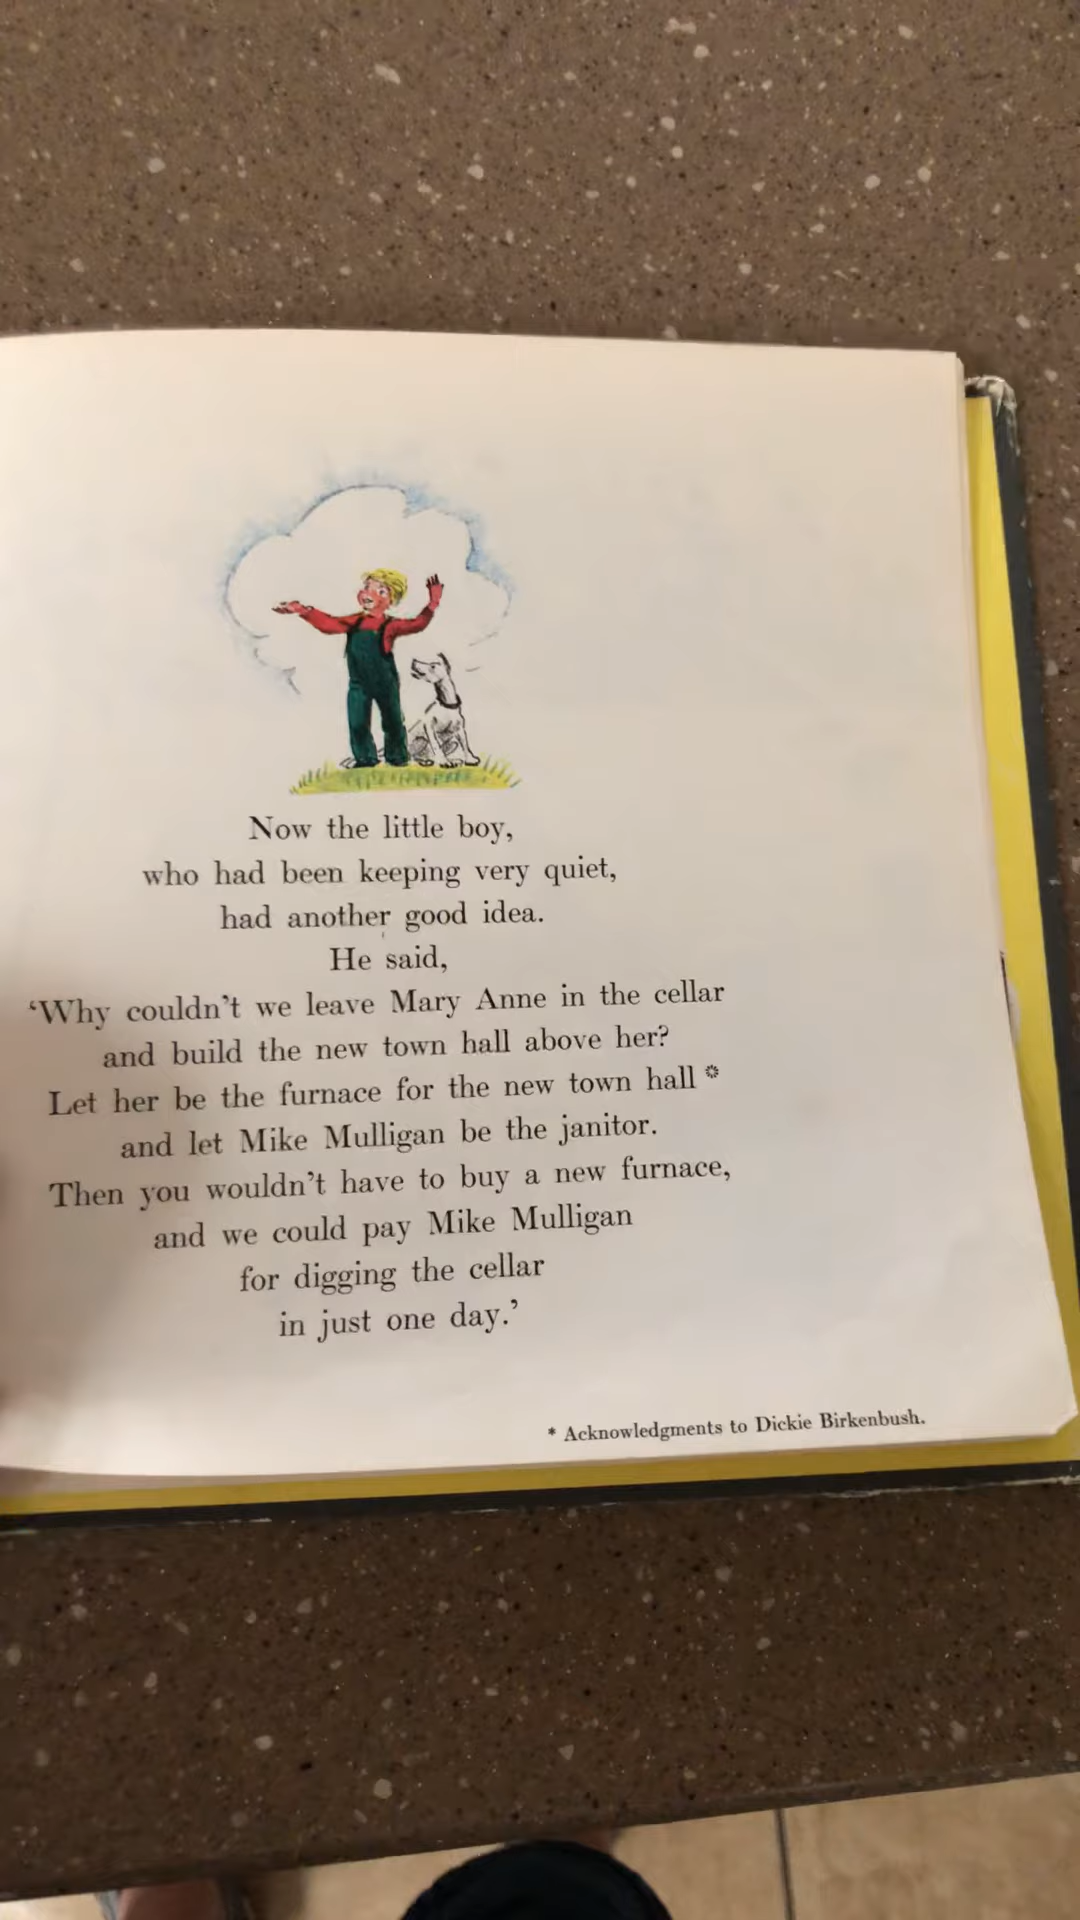 Now the little boy,
who had been keeping very quiet,
had another good idea.
He said,
‘Why couldn’t we leave Mary Anne in the cellar
and build the new town hall above her?
Let her be the furnace for the new town hall *
and let Mike Mulligan be the janitor.
Then you wouldn’t have to buy a new furnace,
and we could pay Mike Mulligan
for digging the cellar
in just one day.’
* Acknowledgments to Dickie Birkenbush.